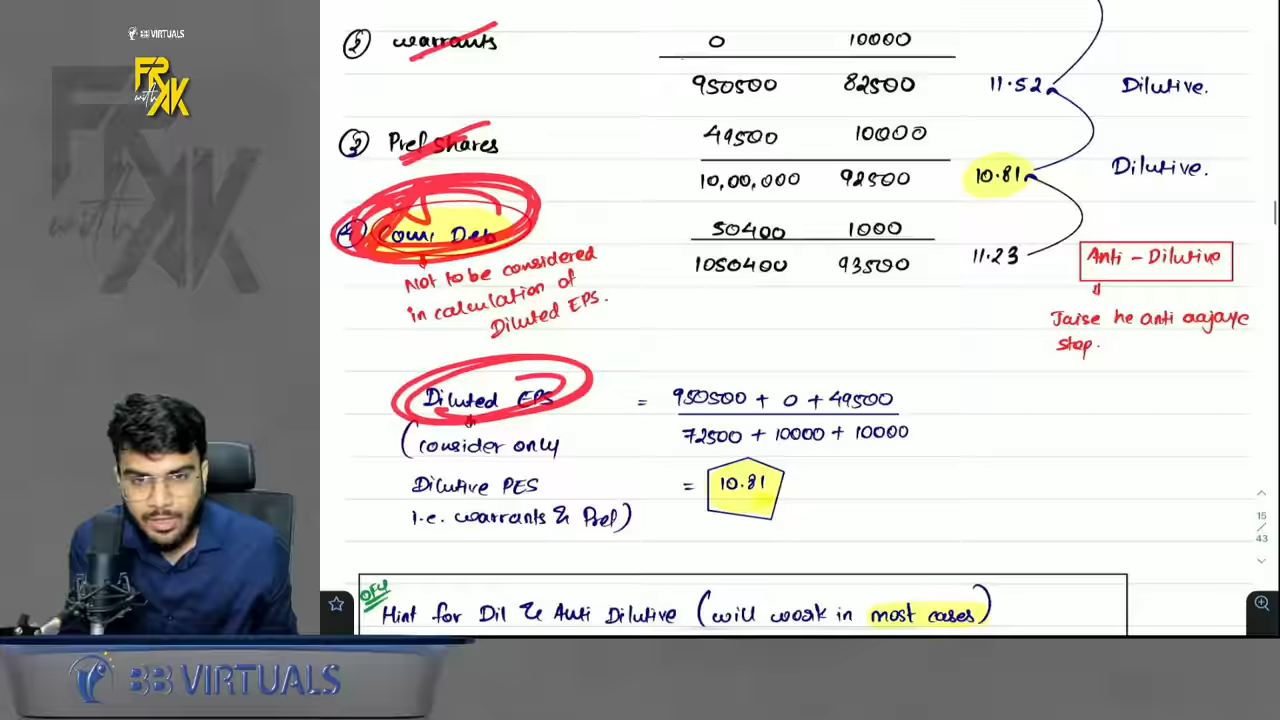 BB VIRTUALS
FR
with
AK
② warrants 0 10000
950500 82500 11.52 Dilutive.
③ Pref shares 49500 10000
10,00,000 92500 10.81 Dilutive.
④ Conv. Deb 50400 1000
1050400 93500 11.23 Anti - Dilutive
Not to be considered
in calculation of
Diluted EPS.
Jaise he anti aajaye
stop.
Diluted EPS = 950500 + 0 + 49500
72500 + 10000 + 10000
(consider only
Dilutive PES = 10.81
i.e. warrants & Pref)
15
/
43
Hint for Dil & Anti Dilutive (will work in most cases)
BB VIRTUALS